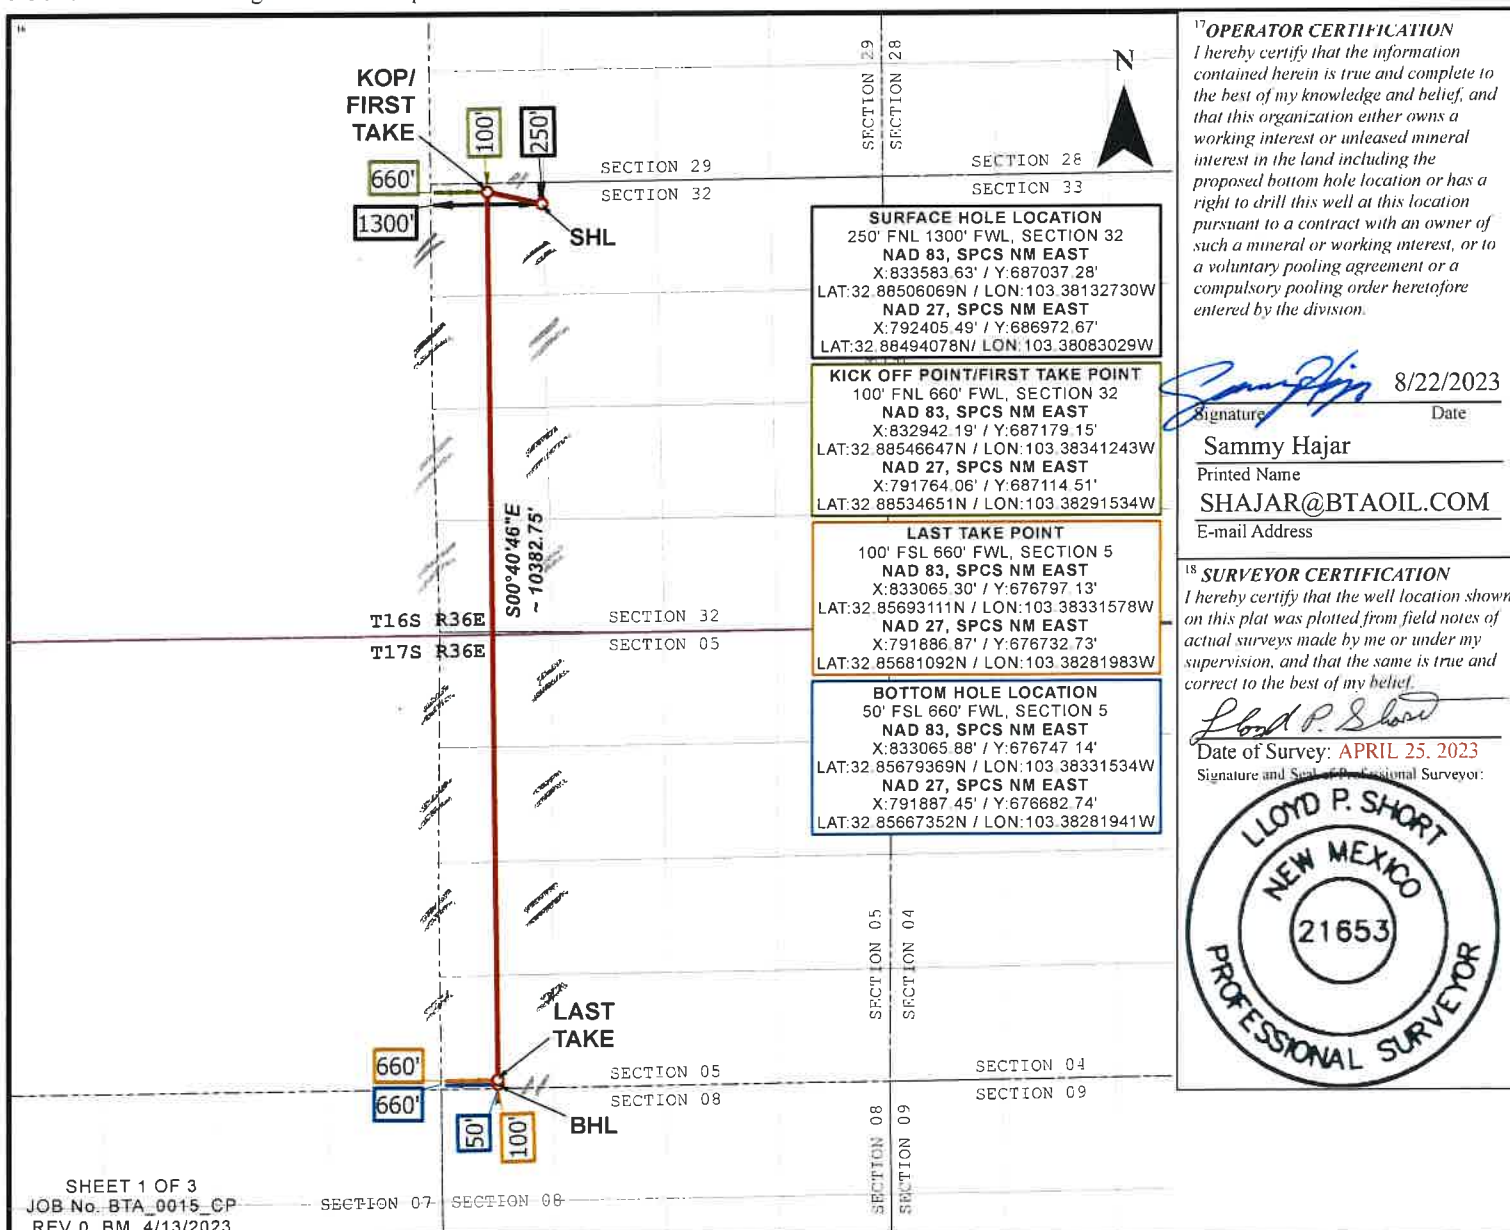 16
KOP/
FIRST
TAKE
100'
250'
660'
1300'
SHL
SECTION 29
SECTION 32
SECTION 29
SECTION 28
SECTION 28
SECTION 33
N
SURFACE HOLE LOCATION
250' FNL 1300' FWL, SECTION 32
NAD 83, SPCS NM EAST
X:833583.63' / Y:687037.28'
LAT:32.88506069N / LON:103.38132730W
NAD 27, SPCS NM EAST
X:792405.49' / Y:686972.67'
LAT:32.88494078N/ LON:103.38083029W
KICK OFF POINT/FIRST TAKE POINT
100' FNL 660' FWL, SECTION 32
NAD 83, SPCS NM EAST
X:832942.19' / Y:687179.15'
LAT:32.88546647N / LON:103.38341243W
NAD 27, SPCS NM EAST
X:791764.06' / Y:687114.51'
LAT:32.88534651N / LON:103.38291534W
LAST TAKE POINT
100' FSL 660' FWL, SECTION 5
NAD 83, SPCS NM EAST
X:833065.30' / Y:676797.13'
LAT:32.85693111N / LON:103.38331578W
NAD 27, SPCS NM EAST
X:791886.87' / Y:676732.73'
LAT:32.85681092N / LON:103.38281983W
BOTTOM HOLE LOCATION
50' FSL 660' FWL, SECTION 5
NAD 83, SPCS NM EAST
X:833065.88' / Y:676747.14'
LAT:32.85679369N / LON:103.38331534W
NAD 27, SPCS NM EAST
X:791887.45' / Y:676682.74'
LAT:32.85667352N / LON:103.38281941W
S00°40'46"E
~ 10382.75'
T16S R36E
T17S R36E
SECTION 32
SECTION 05
SECTION 05
SECTION 04
LAST
TAKE
660'
660'
50'
100'
BHL
SECTION 05
SECTION 08
SECTION 04
SECTION 09
SECTION 08
SECTION 09
SECTION 07
SECTION 08
SHEET 1 OF 3
JOB No. BTA_0015_CP
REV 0 BM 4/13/2023
17 OPERATOR CERTIFICATION
I hereby certify that the information
contained herein is true and complete to
the best of my knowledge and belief, and
that this organization either owns a
working interest or unleased mineral
interest in the land including the
proposed bottom hole location or has a
right to drill this well at this location
pursuant to a contract with an owner of
such a mineral or working interest, or to
a voluntary pooling agreement or a
compulsory pooling order heretofore
entered by the division.
8/22/2023
Signature Date
Sammy Hajar
Printed Name
SHAJAR@BTAOIL.COM
E-mail Address
18 SURVEYOR CERTIFICATION
I hereby certify that the well location shown
on this plat was plotted from field notes of
actual surveys made by me or under my
supervision, and that the same is true and
correct to the best of my belief.
Lloyd P. Short
Date of Survey: APRIL 25, 2023
Signature and Seal of Professional Surveyor:
LLOYD P. SHORT
NEW MEXICO
21653
PROFESSIONAL SURVEYOR